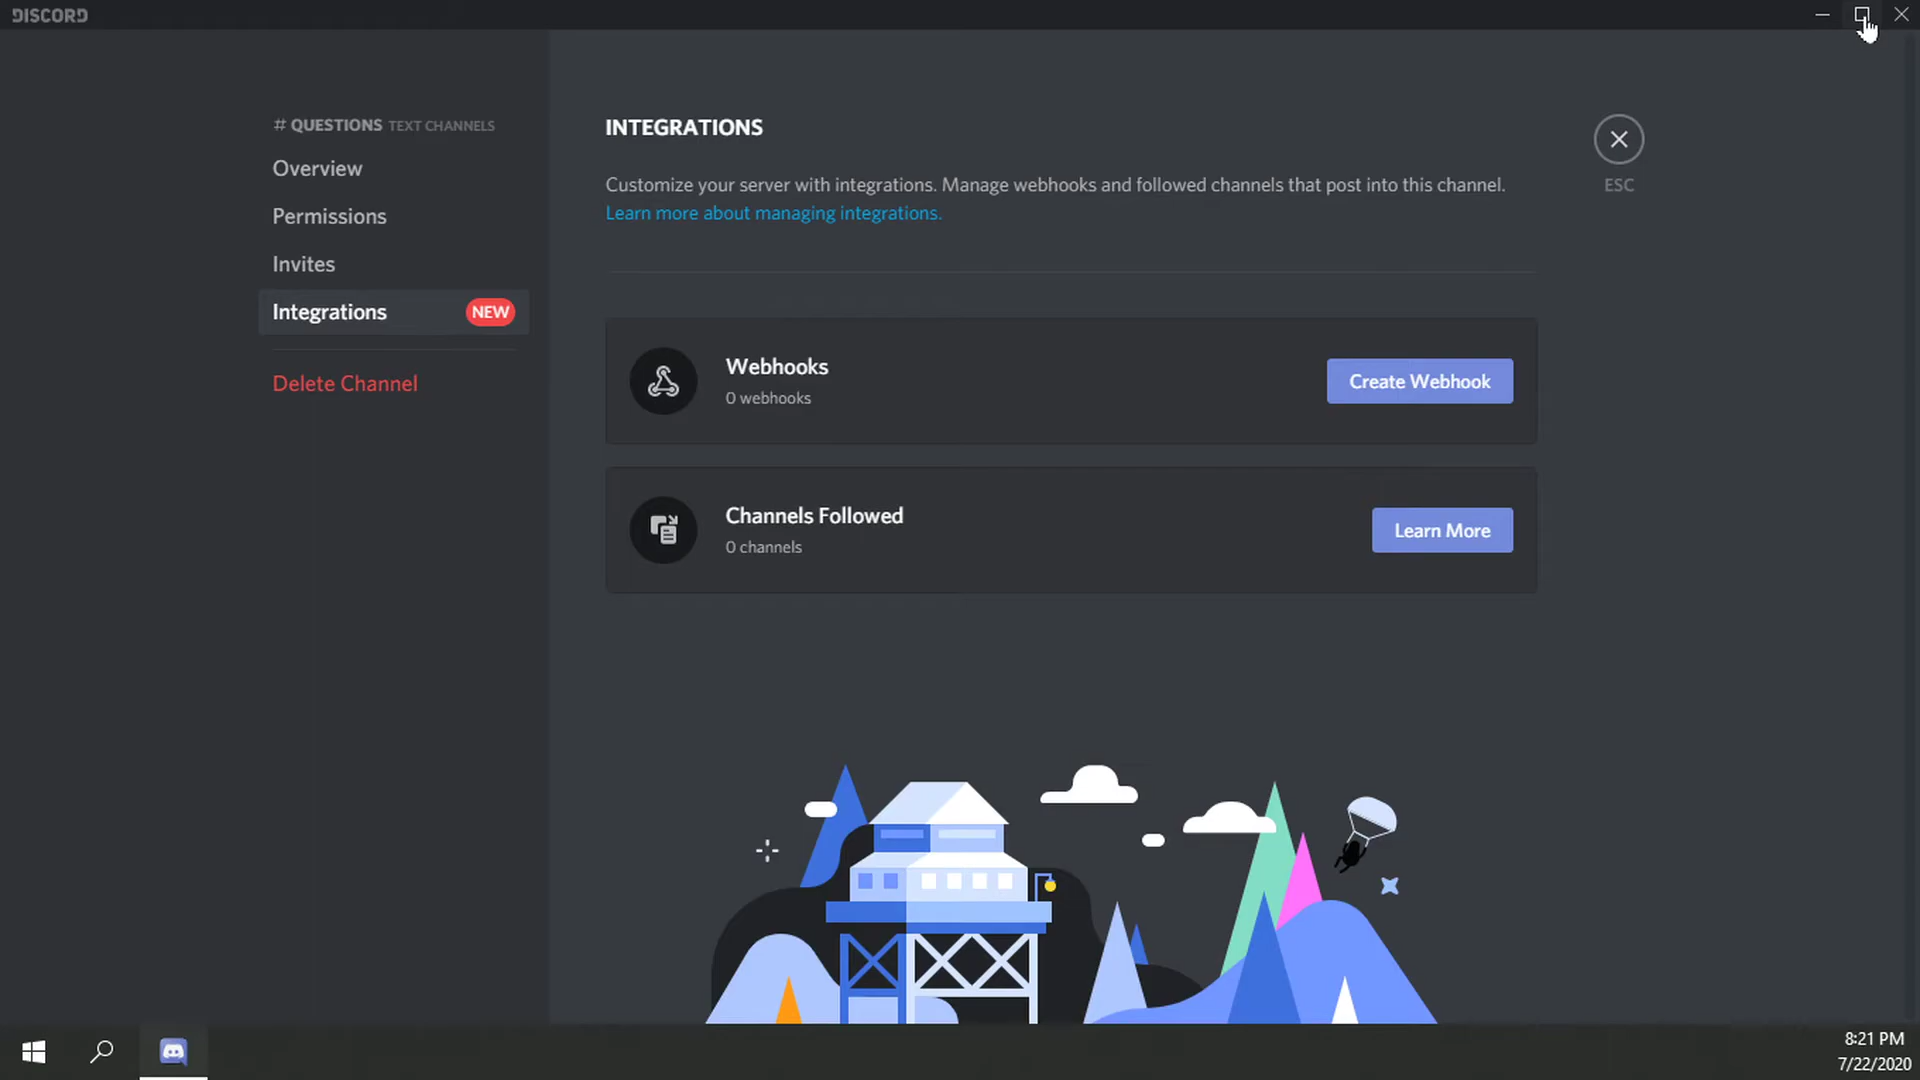 DISCORD
# QUESTIONS TEXT CHANNELS
Overview
Permissions
Invites
Integrations NEW
Delete Channel
INTEGRATIONS
Customize your server with integrations. Manage webhooks and followed channels that post into this channel.
Learn more about managing integrations.
ESC
Webhooks
0 webhooks
Create Webhook
Channels Followed
0 channels
Learn More
8:21 PM
7/22/2020